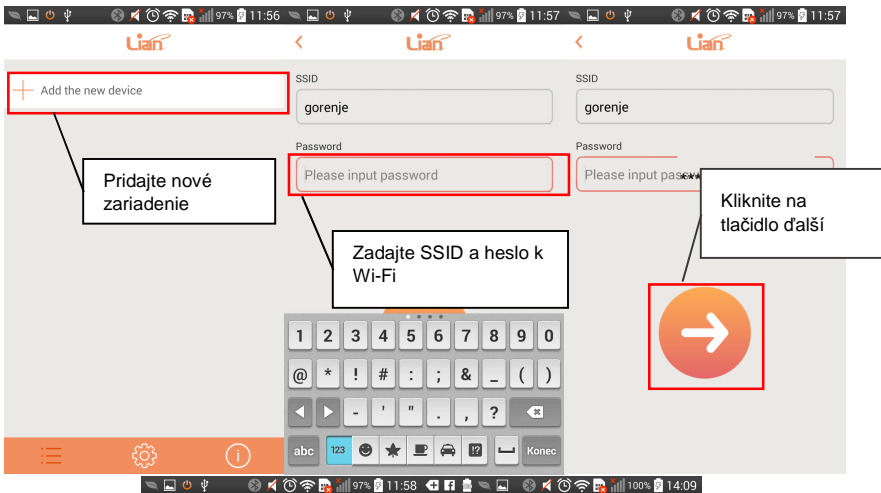 97% 11:56
Lian
Add the new device
Pridajte nové
zariadenie
97% 11:57
Lian
SSID
gorenje
Password
Please input password
Zadajte SSID a heslo k
Wi-Fi
1 2 3 4 5 6 7 8 9 0
@ * ! # : ; & _ ( )
- ' " . , ?
abc 123 !? Konec
97% 11:57
Lian
SSID
gorenje
Password
Please input pas
Kliknite na
tlačidlo ďalší
97% 11:58
100% 14:09